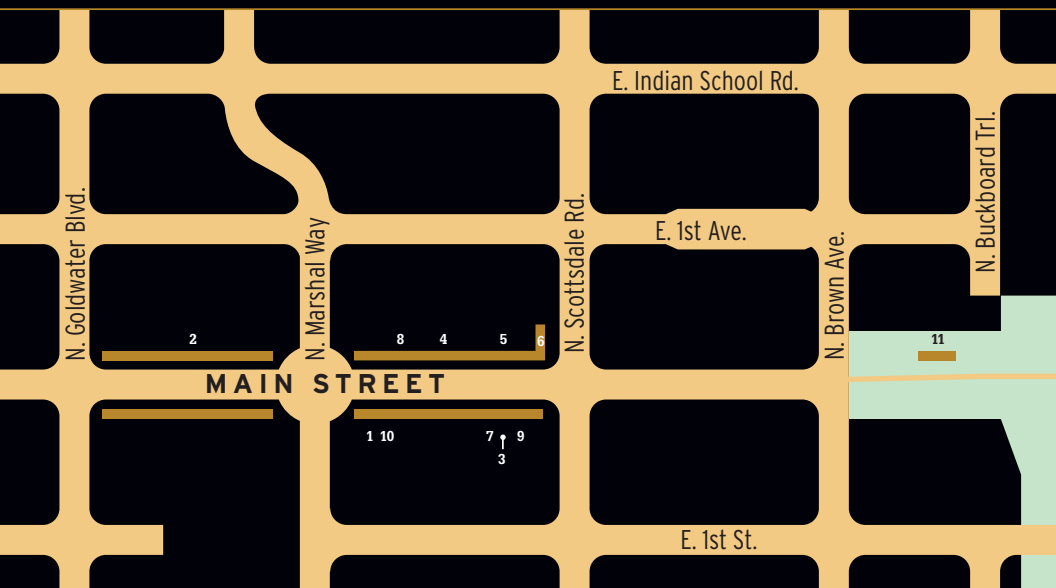 E. Indian School Rd.
N. Buckboard Trl.
N. Goldwater Blvd.
N. Marshal Way
N. Scottsdale Rd.
E. 1st Ave.
N. Brown Ave.
2
8 4 5 6
11
MAIN STREET
1 10 7 9
3
E. 1st St.